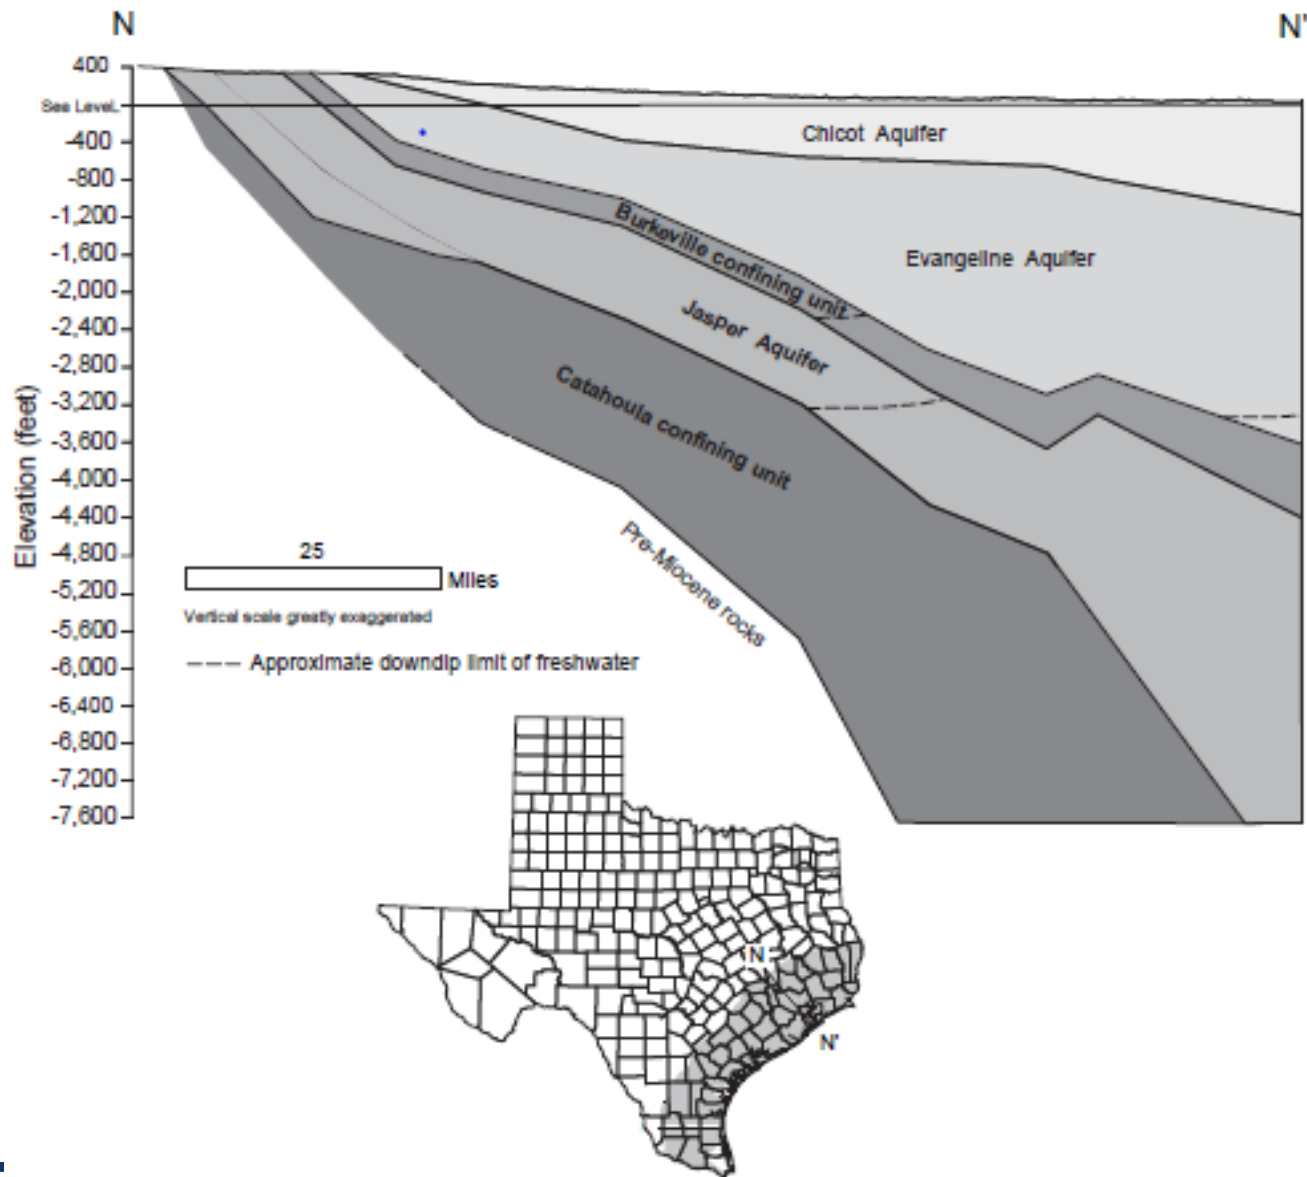 N
N'
400
Sea Level
-400
-800
-1,200
-1,600
-2,000
-2,400
-2,800
-3,200
-3,600
-4,000
-4,400
-4,800
-5,200
-5,600
-6,000
-6,400
-6,800
-7,200
-7,600
Elevation (feet)
Chicot Aquifer
Evangeline Aquifer
Burkeville confining unit
Jasper Aquifer
Catahoula confining unit
Pre-Miocene rocks
25
Miles
Vertical scale greatly exaggerated
Approximate downdip limit of freshwater
N
N'